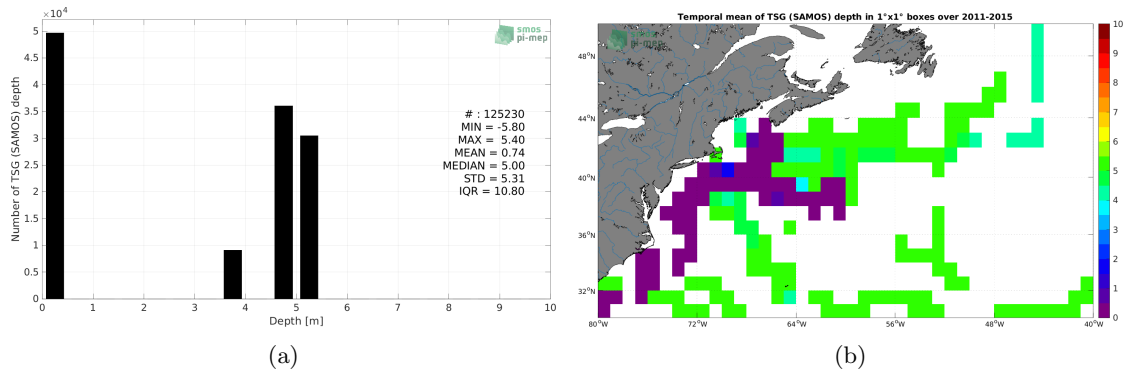 ×10⁴
5
4.5
4
3.5
3
2.5
2
1.5
1
0.5
0
Number of TSG (SAMOS) depth
0 1 2 3 4 5 6 7 8 9 10
Depth [m]
smos
pi-mep
# : 125230
MIN = -5.80
MAX = 5.40
MEAN = 0.74
MEDIAN = 5.00
STD = 5.31
IQR = 10.80
(a)
Temporal mean of TSG (SAMOS) depth in 1°x1° boxes over 2011-2015
smos
pi-mep
48°N
44°N
40°N
36°N
32°N
80°W 72°W 64°W 56°W 48°W 40°W
10
9
8
7
6
5
4
3
2
1
0
(b)